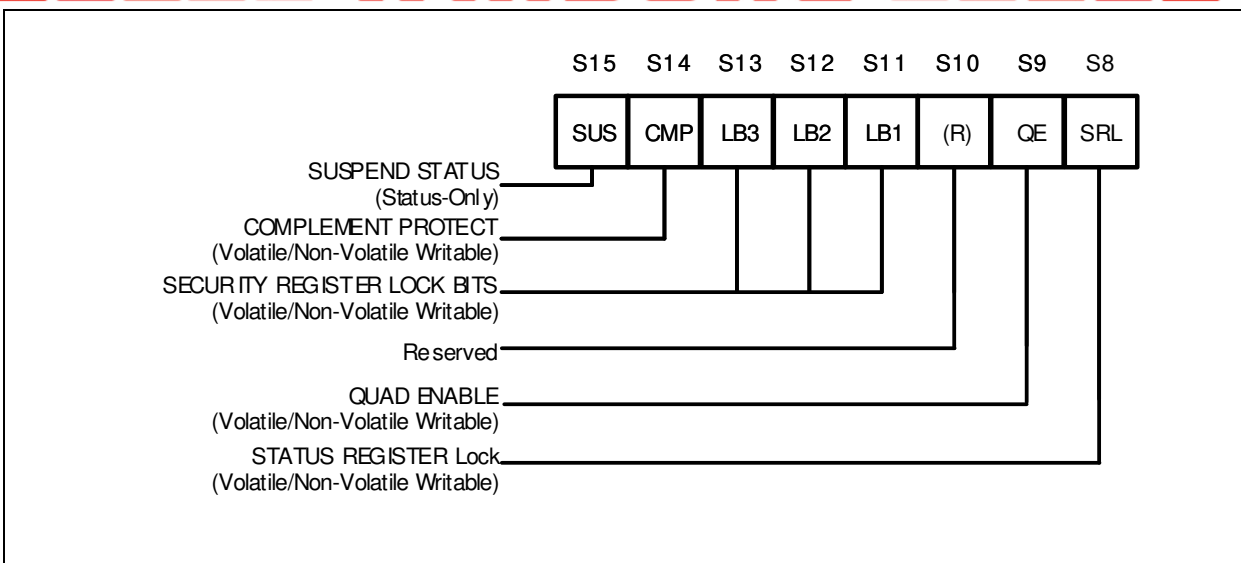 S15 S14 S13 S12 S11 S10 S9 S8
SUS CMP LB3 LB2 LB1 (R) QE SRL
SUSPEND STATUS
(Status-Only)
COMPLEMENT PROTECT
(Volatile/Non-Volatile Writable)
SECURITY REGISTER LOCK BITS
(Volatile/Non-Volatile Writable)
Reserved
QUAD ENABLE
(Volatile/Non-Volatile Writable)
STATUS REGISTER Lock
(Volatile/Non-Volatile Writable)